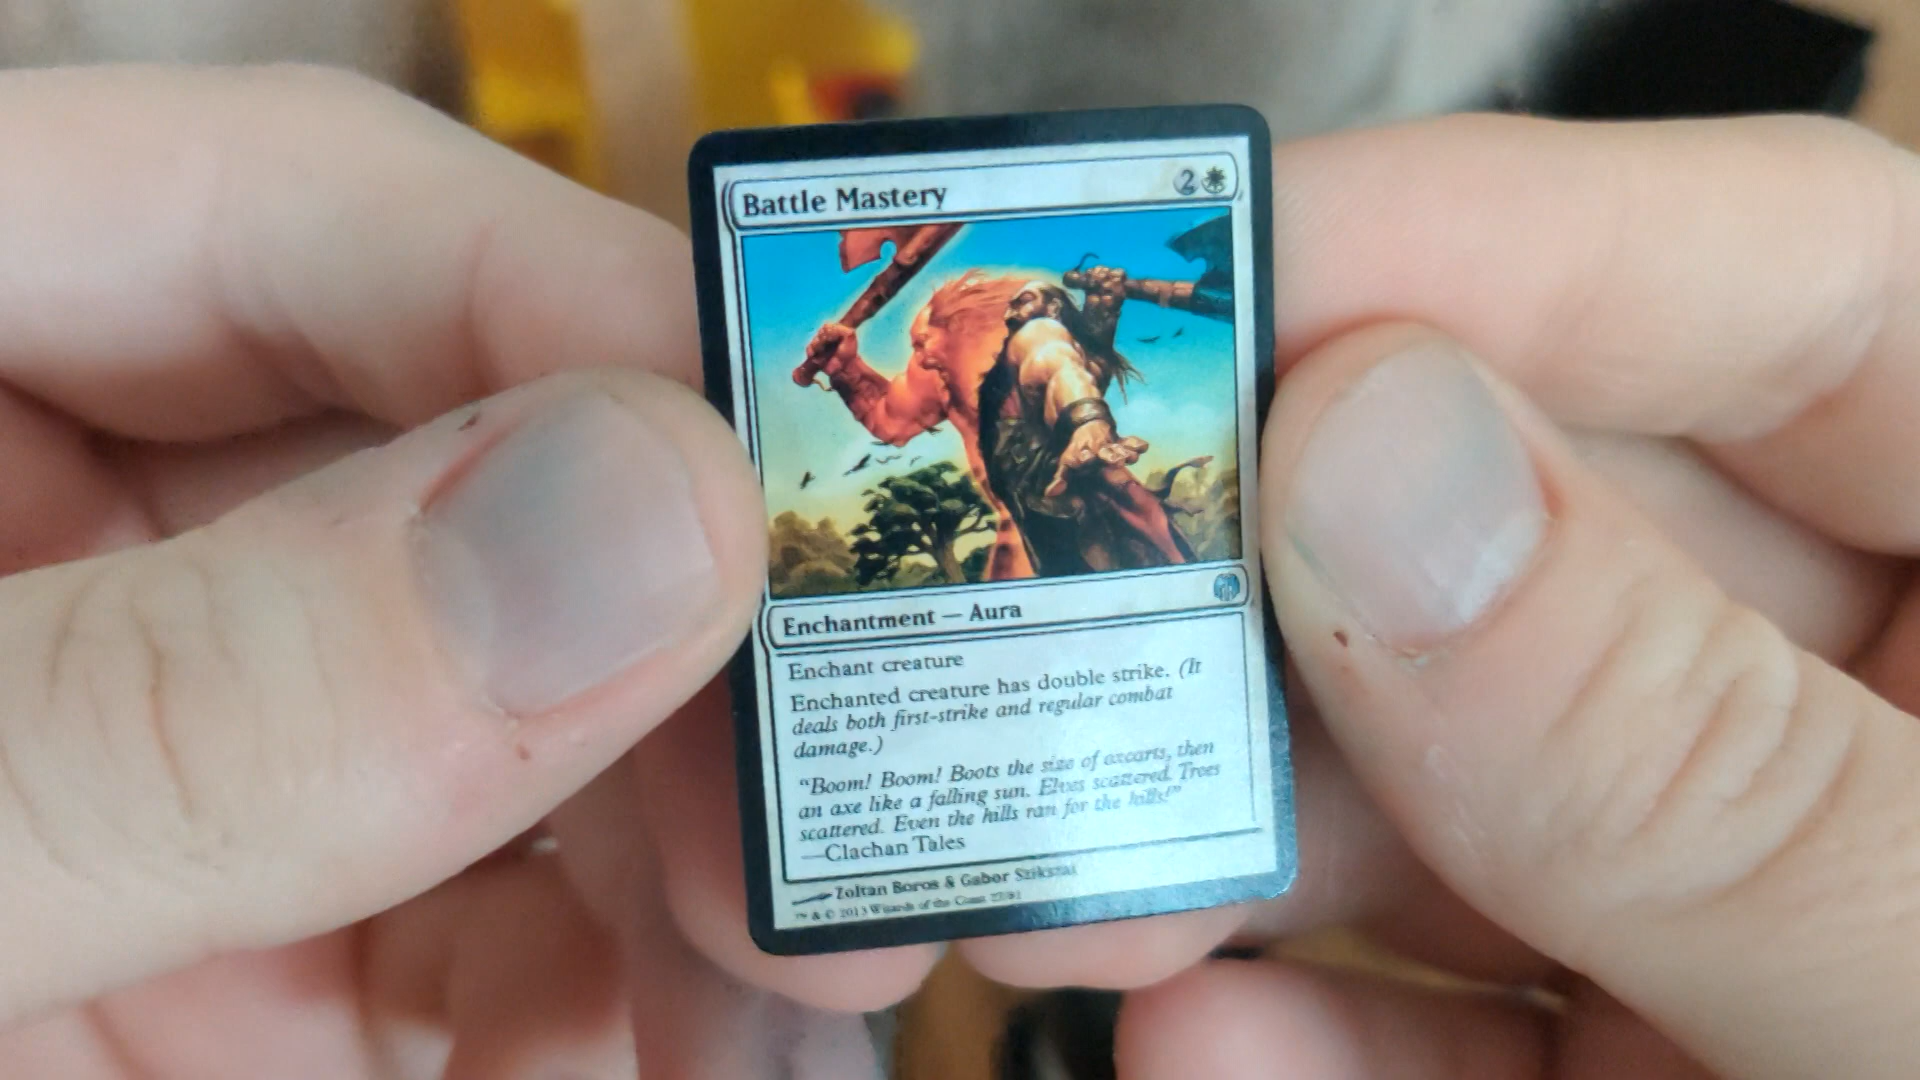 Battle Mastery 2
Enchantment — Aura
Enchant creature
Enchanted creature has double strike. (It
deals both first-strike and regular combat
damage.)
“Boom! Boom! Boots the size of oxcarts, then
an axe like a falling sun. Elves scattered. Trees
scattered. Even the hills ran for the hills!”
—Clachan Tales
Zoltan Boros & Gabor Szikszai
™ & © 2013 Wizards of the Coast